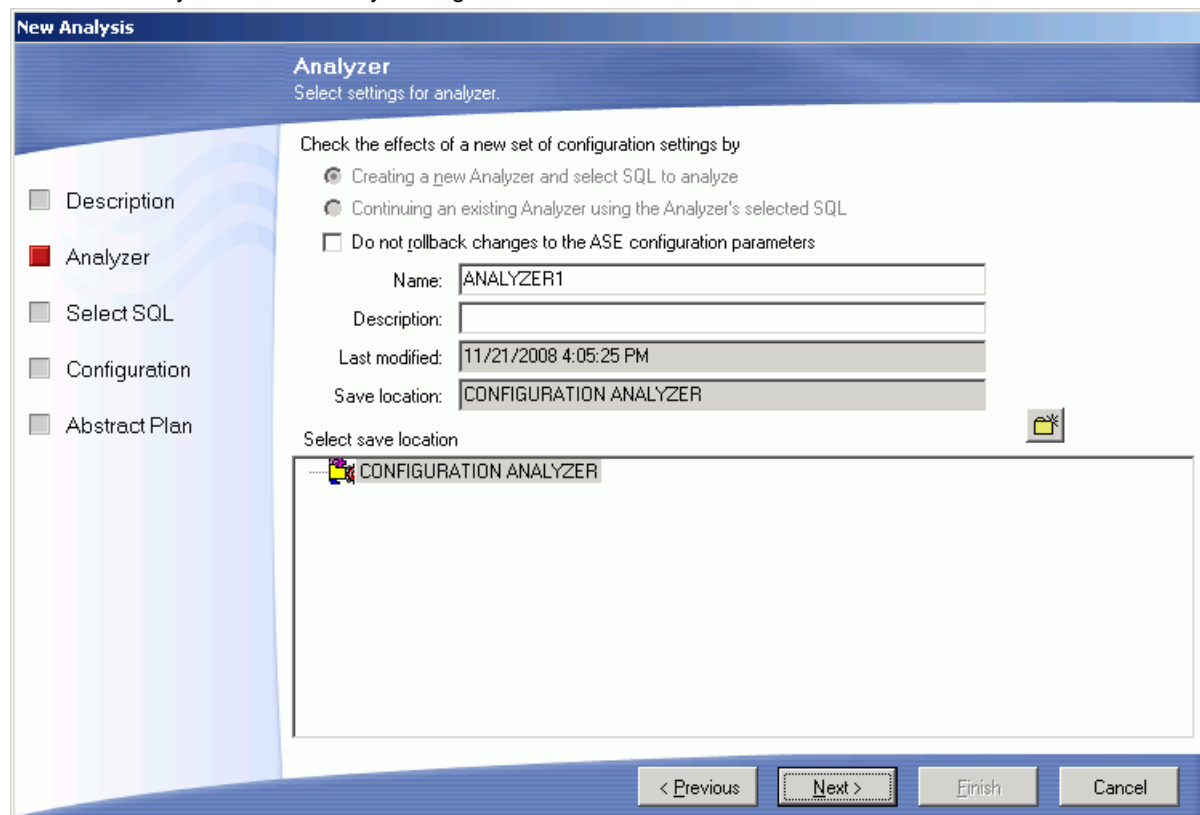 New Analysis
Analyzer
Select settings for analyzer.
Check the effects of a new set of configuration settings by
Creating a new Analyzer and select SQL to analyze
Continuing an existing Analyzer using the Analyzer's selected SQL
Do not rollback changes to the ASE configuration parameters
Name: ANALYZER1
Description:
Last modified: 11/21/2008 4:05:25 PM
Save location: CONFIGURATION ANALYZER
Select save location
CONFIGURATION ANALYZER
Description
Analyzer
Select SQL
Configuration
Abstract Plan
< Previous
Next >
Finish
Cancel